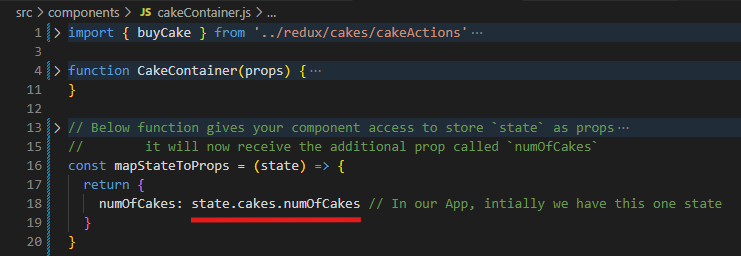 src > components > JS cakeContainer.js > ...
1 > import { buyCake } from '../redux/cakes/cakeActions'...
3
4 > function CakeContainer(props) {...
11 }
12
13 > // Below function gives your component access to store `state` as props...
15 //        it will now receive the additional prop called `numOfCakes`
16 const mapStateToProps = (state) => {
17   return {
18     numOfCakes: state.cakes.numOfCakes // In our App, intially we have this one state
19   }
20 }